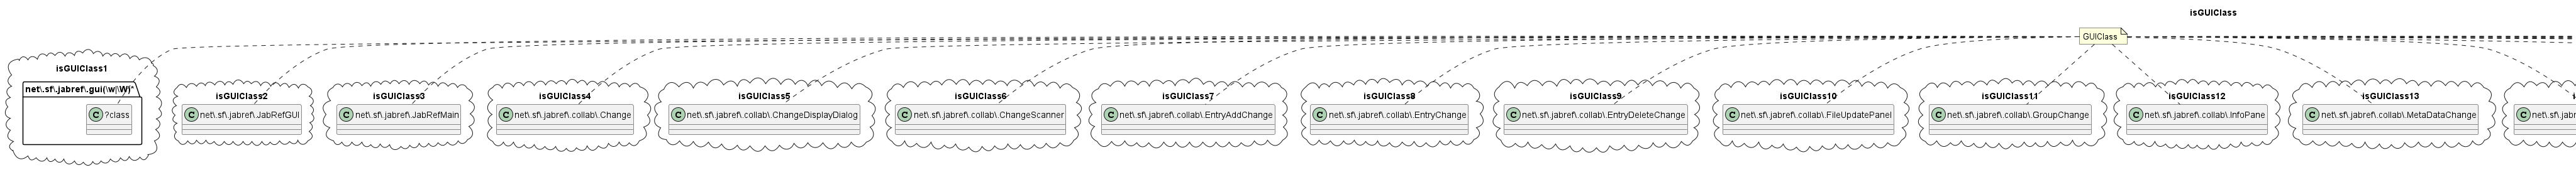 isGUIClass
GUIClass
isGUIClass1
net\.sf\.jabref\.gui(\w|\W)*
C ?class
isGUIClass2
C net\.sf\.jabref\.JabRefGUI
isGUIClass3
C net\.sf\.jabref\.JabRefMain
isGUIClass4
C net\.sf\.jabref\.collab\.Change
isGUIClass5
C net\.sf\.jabref\.collab\.ChangeDisplayDialog
isGUIClass6
C net\.sf\.jabref\.collab\.ChangeScanner
isGUIClass7
C net\.sf\.jabref\.collab\.EntryAddChange
isGUIClass8
C net\.sf\.jabref\.collab\.EntryChange
isGUIClass9
C net\.sf\.jabref\.collab\.EntryDeleteChange
isGUIClass10
C net\.sf\.jabref\.collab\.FileUpdatePanel
isGUIClass11
C net\.sf\.jabref\.collab\.GroupChange
isGUIClass12
C net\.sf\.jabref\.collab\.InfoPane
isGUIClass13
C net\.sf\.jabref\.collab\.MetaDataChange
C